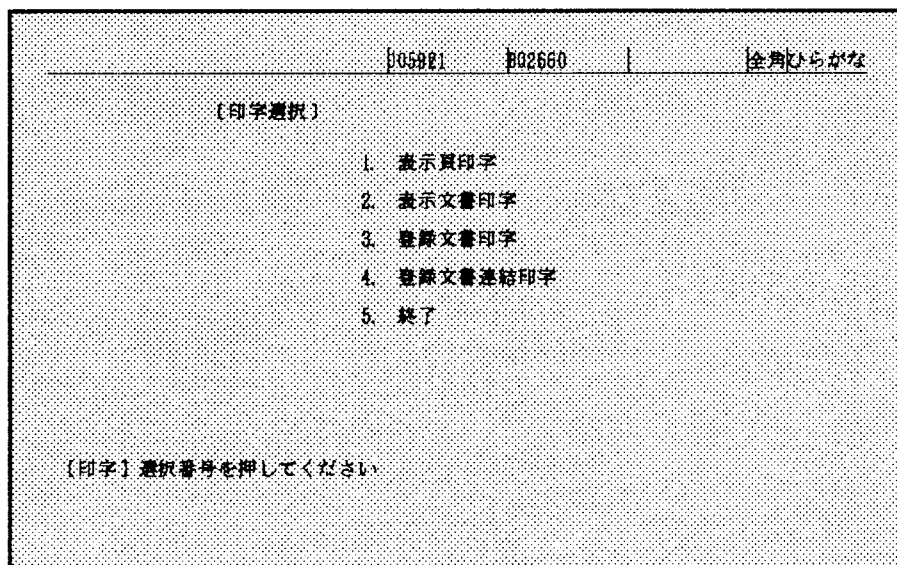 B02660 全角ひらがな
[印字選択]
1. 表示頁印字
2. 表示文書印字
3. 登録文書印字
4. 登録文書連結印字
5. 終了
[印字] 選択番号を押してください